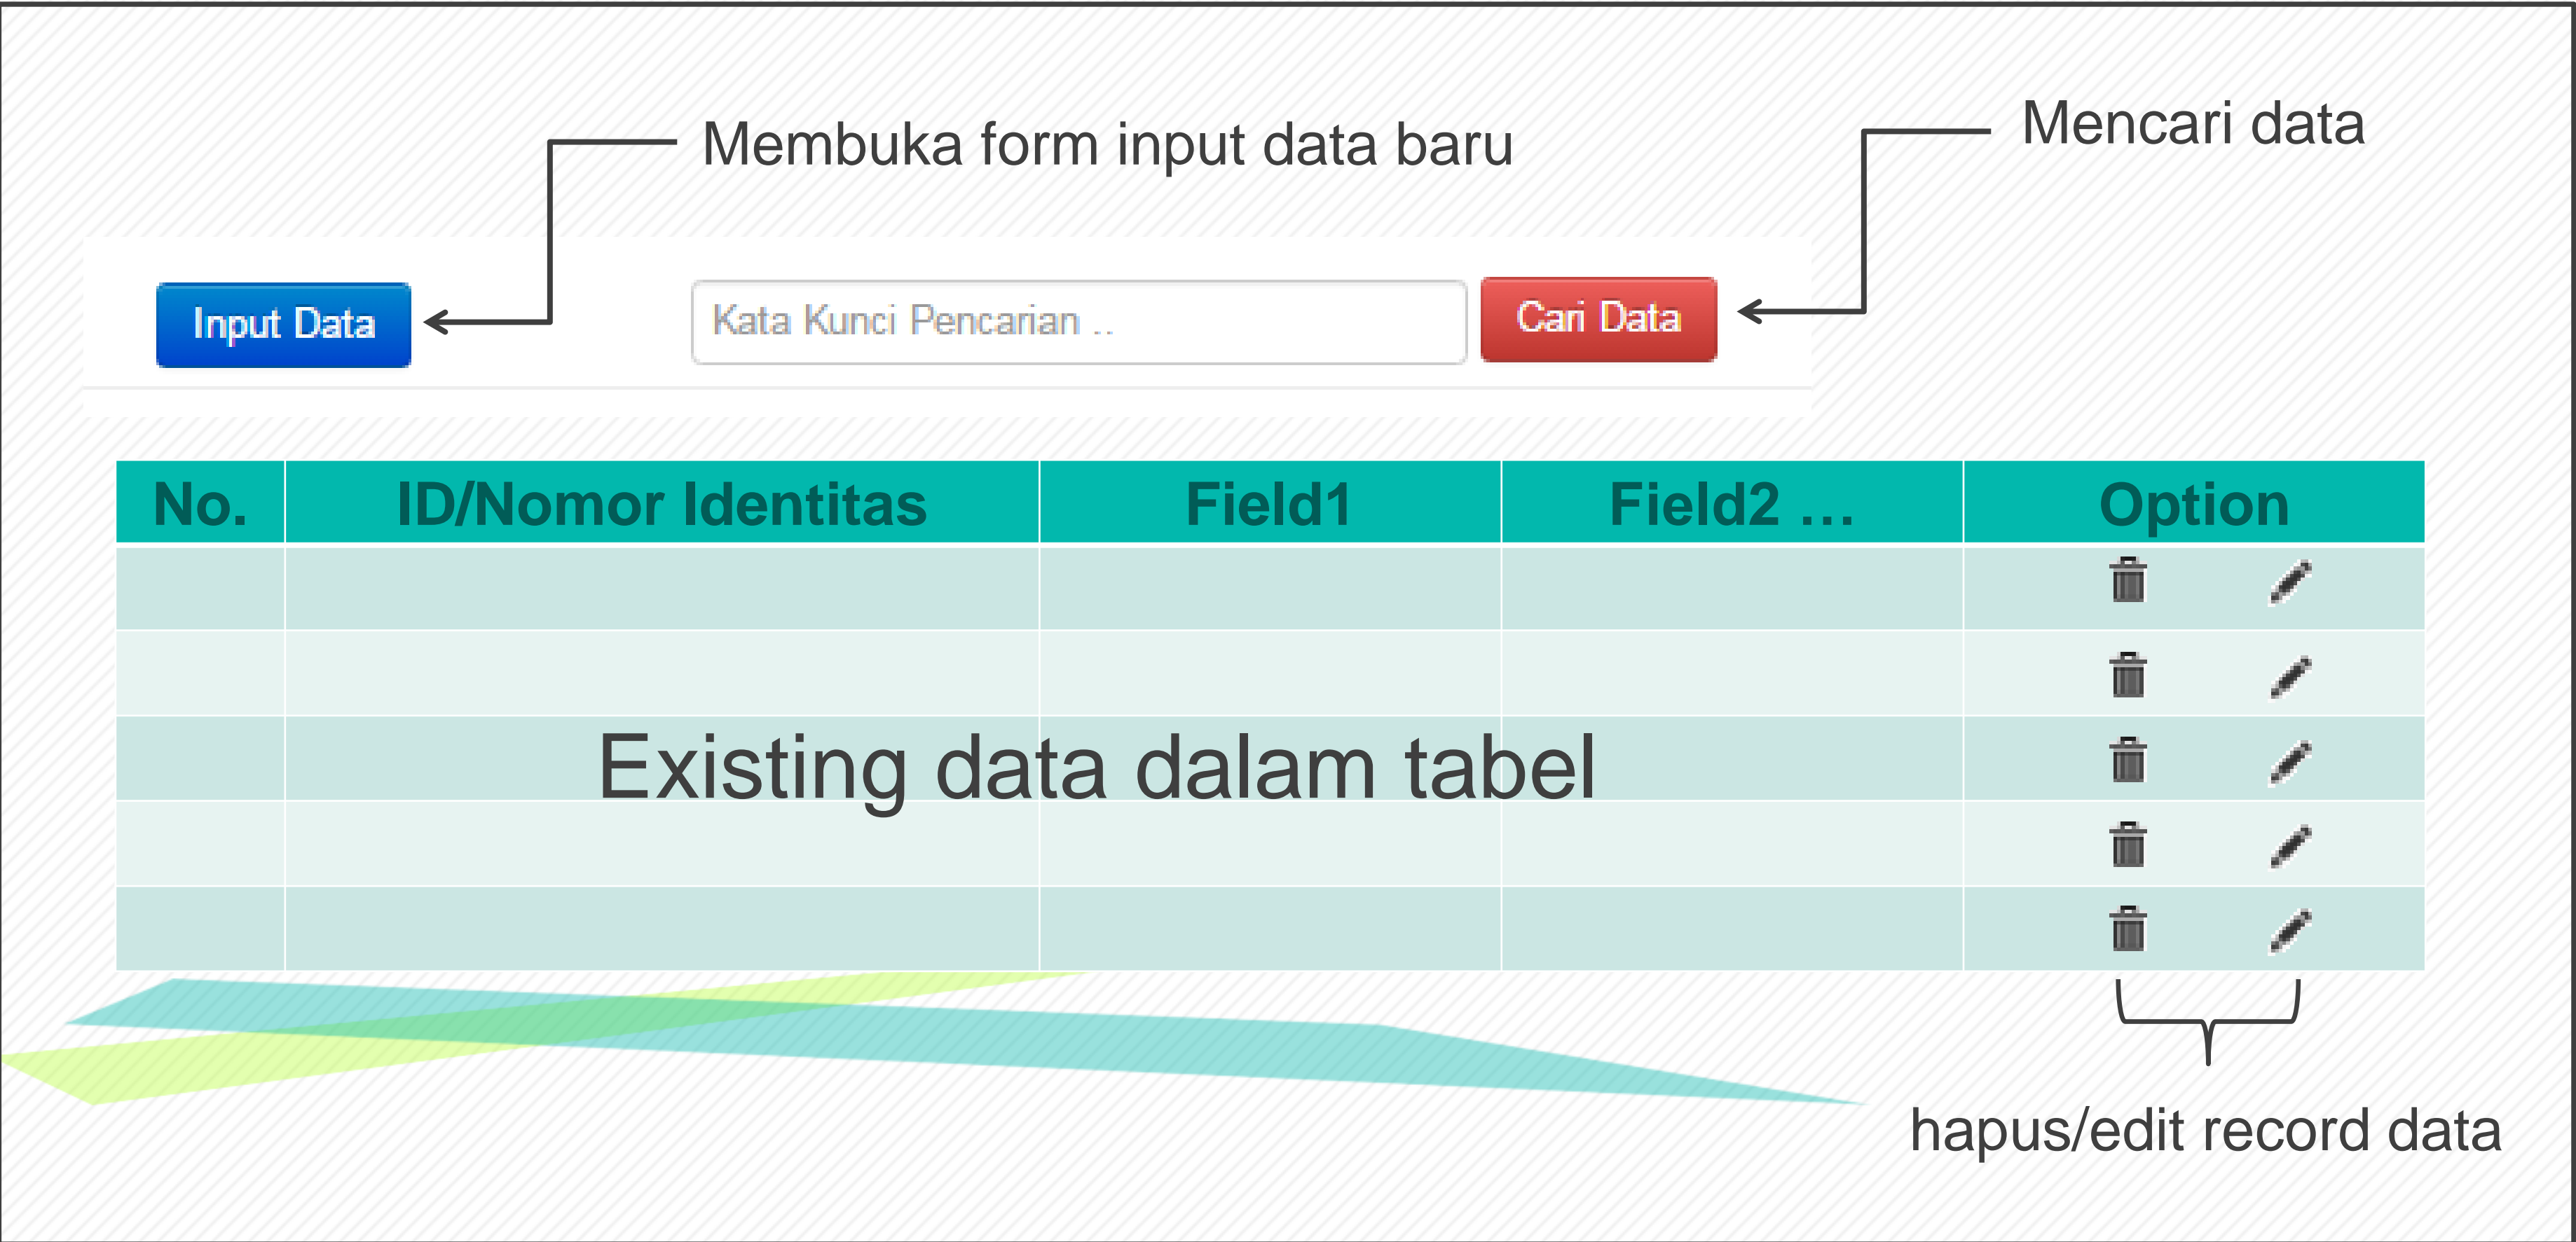 Membuka form input data baru
Mencari data
Input Data
Kata Kunci Pencarian ..
Cari Data
No. ID/Nomor Identitas Field1 Field2 … Option
Existing data dalam tabel
hapus/edit record data